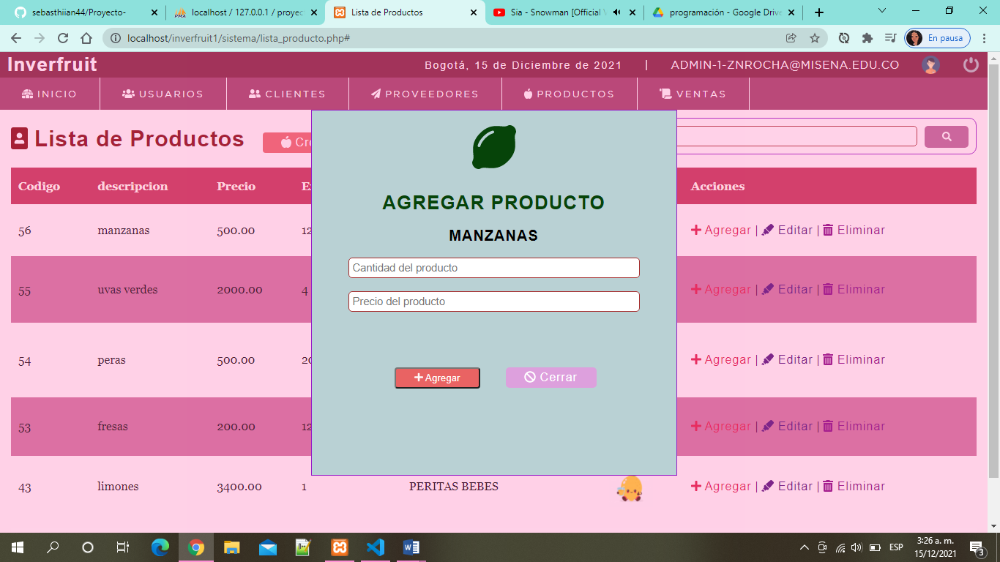 sebasthiian44/Proyecto-
localhost / 127.0.0.1 / proyec
Lista de Productos
Sia - Snowman [Official
programación - Google Drive
localhost/inverfruit1/sistema/lista_producto.php#
En pausa
Inverfruit
Bogotá, 15 de Diciembre de 2021 | ADMIN-1-ZNROCHA@MISENA.EDU.CO
INICIO USUARIOS CLIENTES PROVEEDORES PRODUCTOS VENTAS
Lista de Productos
AGREGAR PRODUCTO
MANZANAS
Cantidad del producto
Precio del producto
Agregar Cerrar
Codigo descripcion Precio Acciones
56 manzanas 500.00 12 Agregar | Editar | Eliminar
55 uvas verdes 2000.00 4 Agregar | Editar | Eliminar
54 peras 500.00 20 Agregar | Editar | Eliminar
53 fresas 200.00 12 Agregar | Editar | Eliminar
43 limones 3400.00 1 PERITAS BEBES Agregar | Editar | Eliminar
ESP
3:26 a. m.
15/12/2021
3